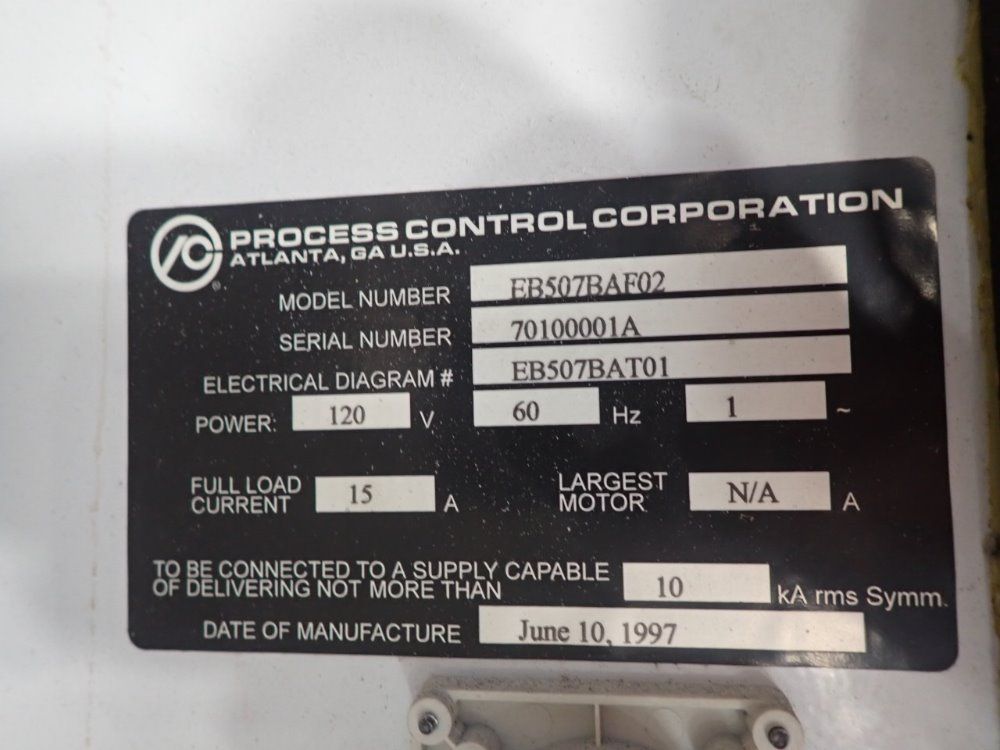 PROCESS CONTROL CORPORATION
ATLANTA, GA U.S.A.
MODEL NUMBER EB507BAF02
SERIAL NUMBER 70100001A
ELECTRICAL DIAGRAM # EB507BAT01
POWER: 120 V 60 Hz 1 ~
FULL LOAD CURRENT 15 A LARGEST MOTOR N/A A
TO BE CONNECTED TO A SUPPLY CAPABLE
OF DELIVERING NOT MORE THAN 10 kA rms Symm.
DATE OF MANUFACTURE June 10, 1997